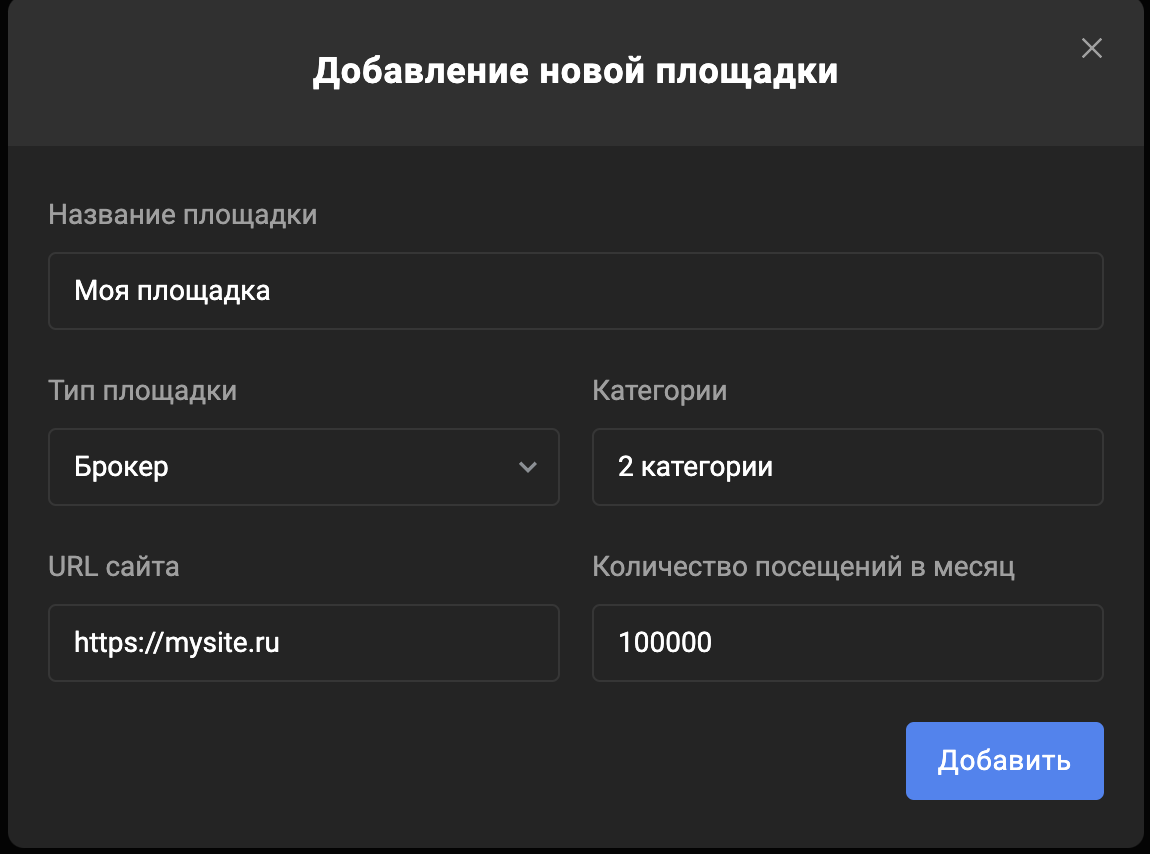 Добавление новой площадки
Название площадки
Моя площадка
Тип площадки
Категории
Брокер
2 категории
URL сайта
Количество посещений в месяц
https://mysite.ru
100000
Добавить